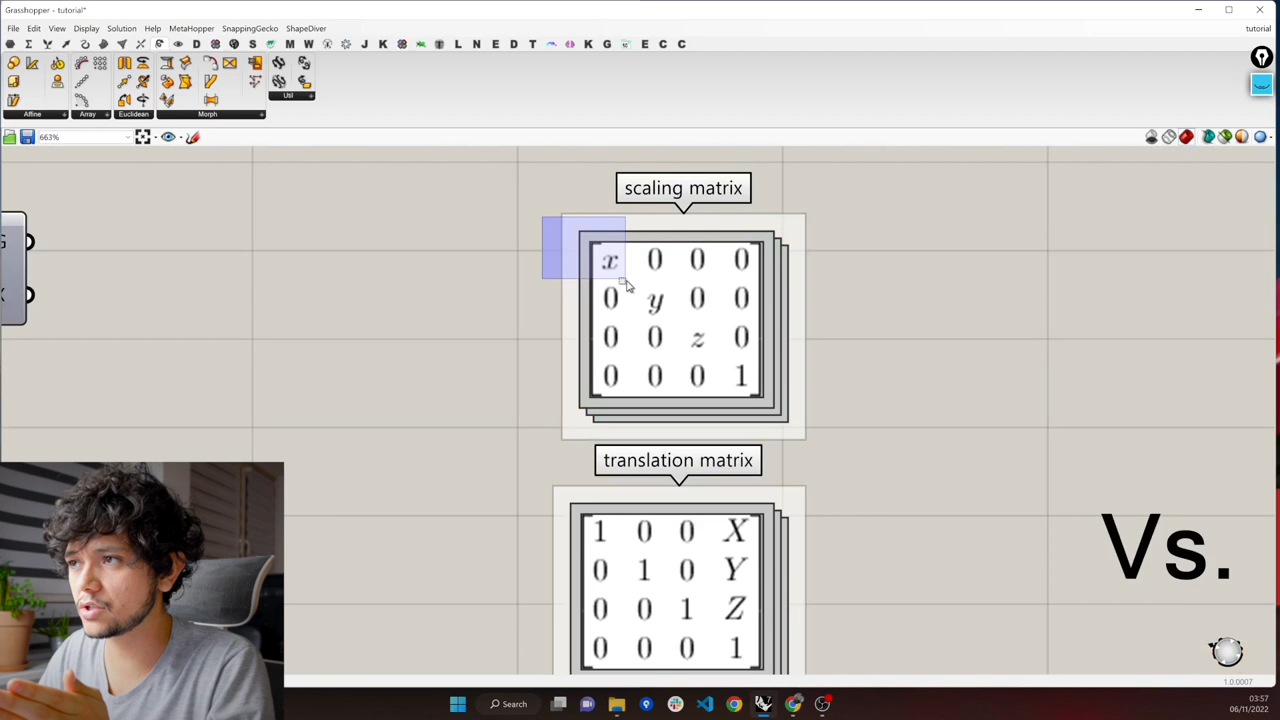 Grasshopper - tutorial*
File Edit View Display Solution Help MetaHopper SnappingGecko ShapeDiver
tutorial
D S M W J K L N E D T K G E C C
Affine Array Euclidean Morph Util
663%
scaling matrix
x 0 0 0
0 y 0 0
0 0 z 0
0 0 0 1
G
X
translation matrix
1 0 0 X
0 1 0 Y
0 0 1 Z
0 0 0 1
Vs.
1.0.0007
Search
03:57
06/11/2022